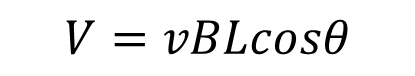 V = vBLcosθ